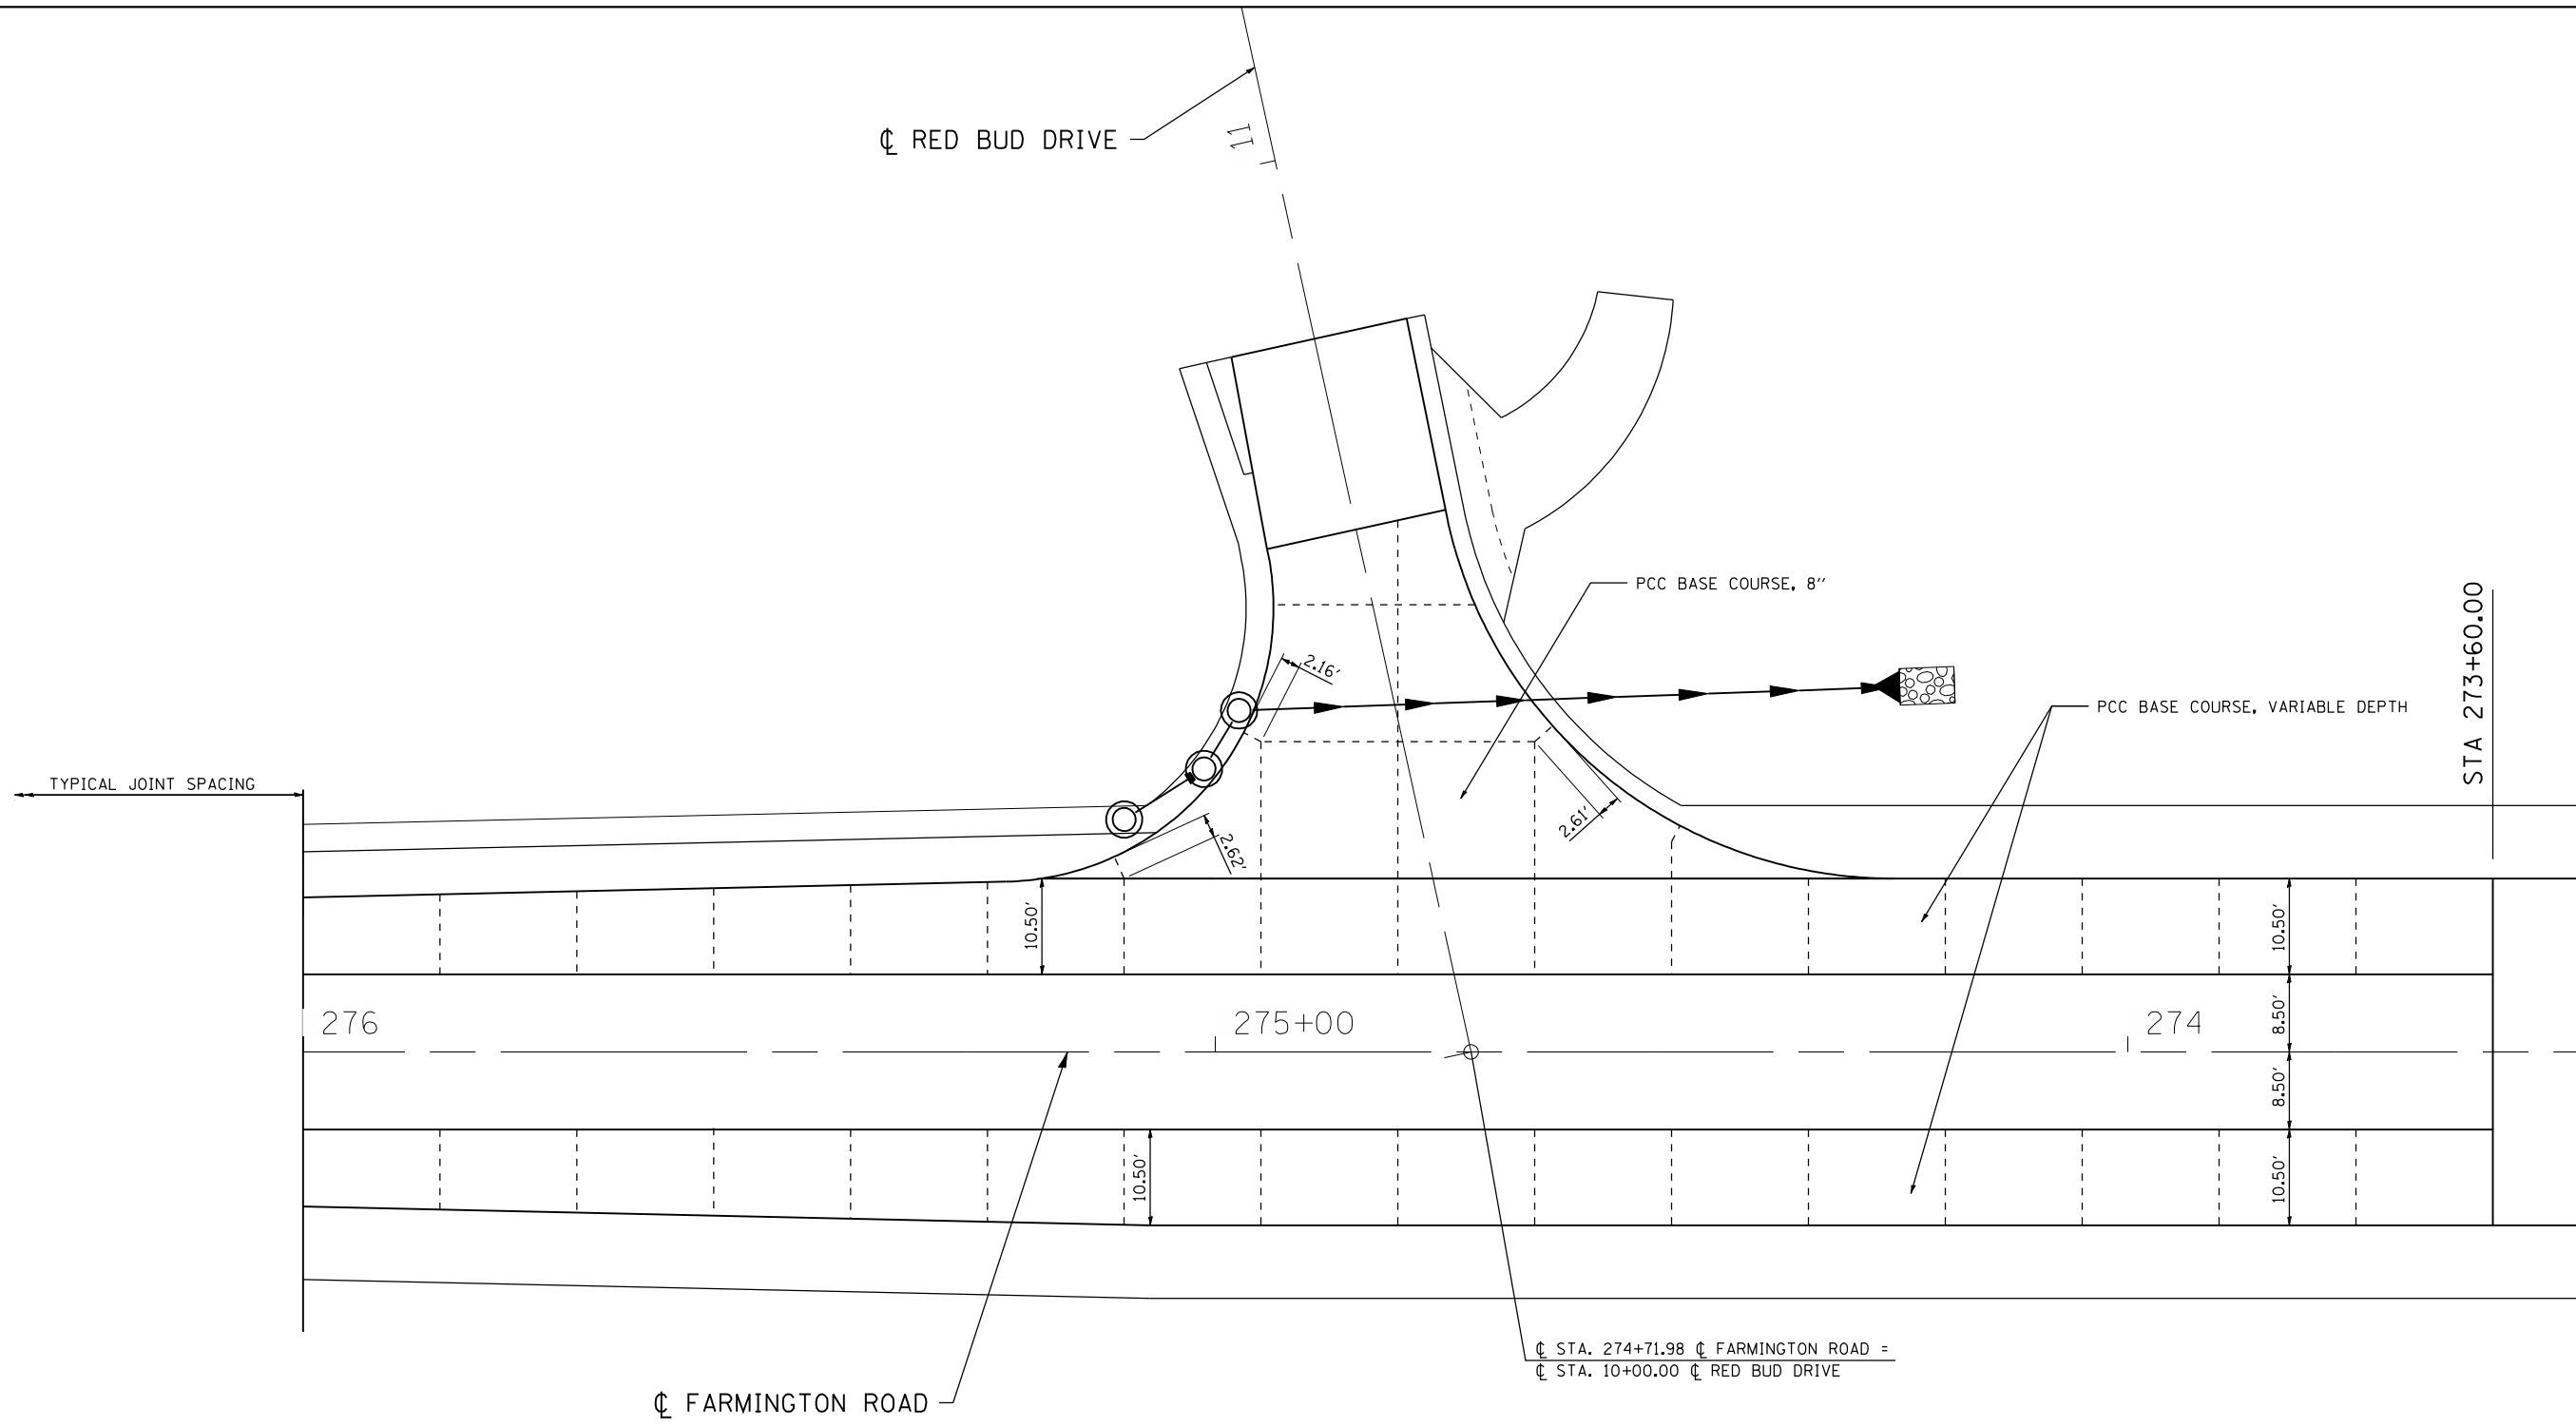 ℄ RED BUD DRIVE
11
PCC BASE COURSE, 8''
STA 273+60.00
2.16'
PCC BASE COURSE, VARIABLE DEPTH
TYPICAL JOINT SPACING
2.61'
2.62'
10.50'
10.50'
276
275+00
274
8.50'
8.50'
10.50'
10.50'
℄ STA. 274+71.98 ℄ FARMINGTON ROAD =
℄ STA. 10+00.00 ℄ RED BUD DRIVE
℄ FARMINGTON ROAD